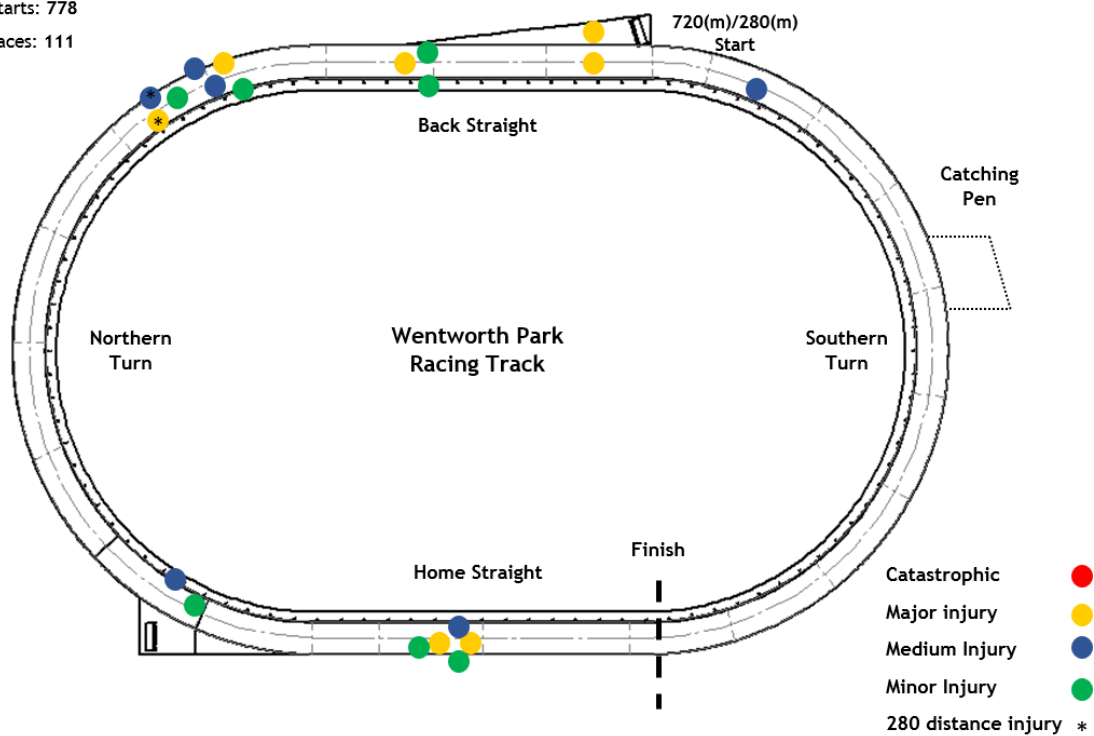 tarts: 778
aces: 111
720(m)/280(m)
Start
Back Straight
Catching
Pen
Northern
Turn
Wentworth Park
Racing Track
Southern
Turn
Finish
Home Straight
Catastrophic
Major injury
Medium Injury
Minor Injury
280 distance injury *